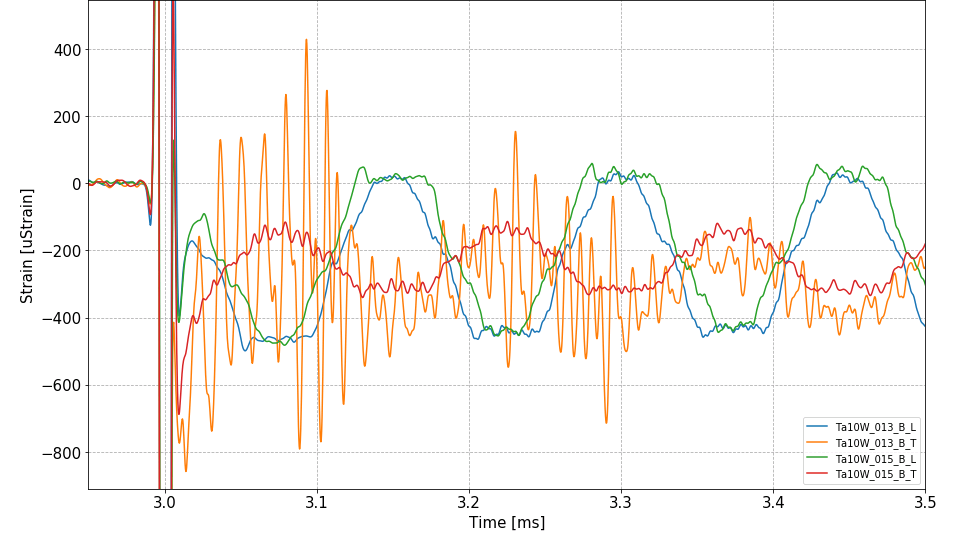 400
200
0
−200
−400
−600
−800
Strain [uStrain]
3.0 3.1 3.2 3.3 3.4 3.5
Time [ms]
Ta10W_013_B_L
Ta10W_013_B_T
Ta10W_015_B_L
Ta10W_015_B_T